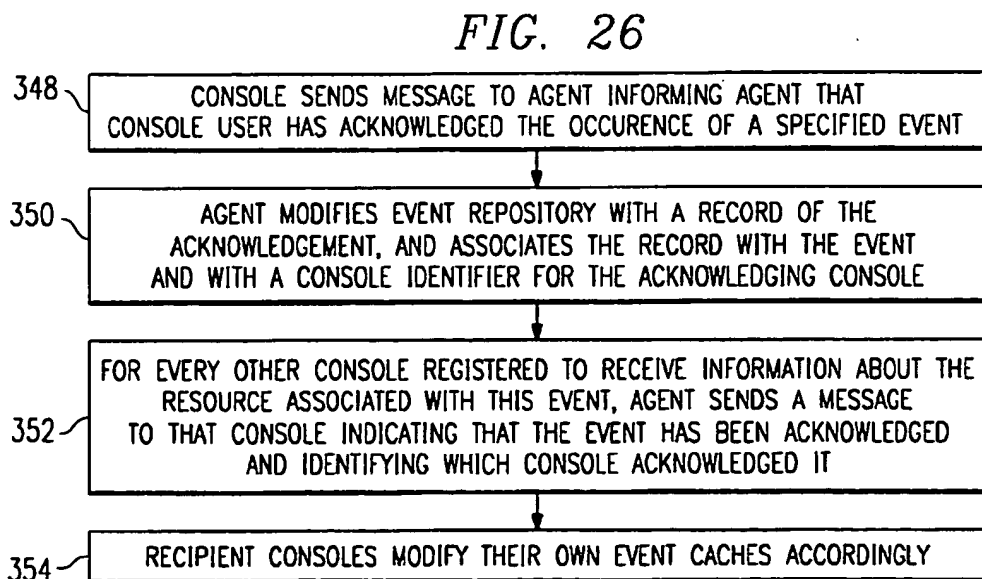 FIG. 26
348
CONSOLE SENDS MESSAGE TO AGENT INFORMING AGENT THAT
CONSOLE USER HAS ACKNOWLEDGED THE OCCURENCE OF A SPECIFIED EVENT
350
AGENT MODIFIES EVENT REPOSITORY WITH A RECORD OF THE
ACKNOWLEDGEMENT, AND ASSOCIATES THE RECORD WITH THE EVENT
AND WITH A CONSOLE IDENTIFIER FOR THE ACKNOWLEDGING CONSOLE
352
FOR EVERY OTHER CONSOLE REGISTERED TO RECEIVE INFORMATION ABOUT THE
RESOURCE ASSOCIATED WITH THIS EVENT, AGENT SENDS A MESSAGE
TO THAT CONSOLE INDICATING THAT THE EVENT HAS BEEN ACKNOWLEDGED
AND IDENTIFYING WHICH CONSOLE ACKNOWLEDGED IT
354
RECIPIENT CONSOLES MODIFY THEIR OWN EVENT CACHES ACCORDINGLY